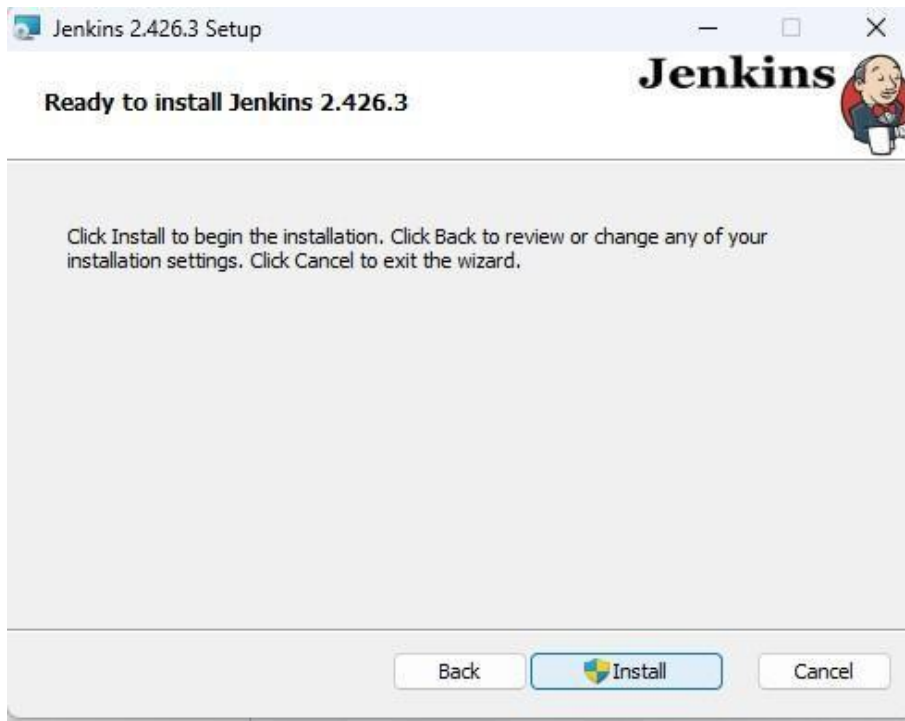 Jenkins 2.426.3 Setup
Jenkins
Ready to install Jenkins 2.426.3
Click Install to begin the installation. Click Back to review or change any of your
installation settings. Click Cancel to exit the wizard.
Back
Install
Cancel